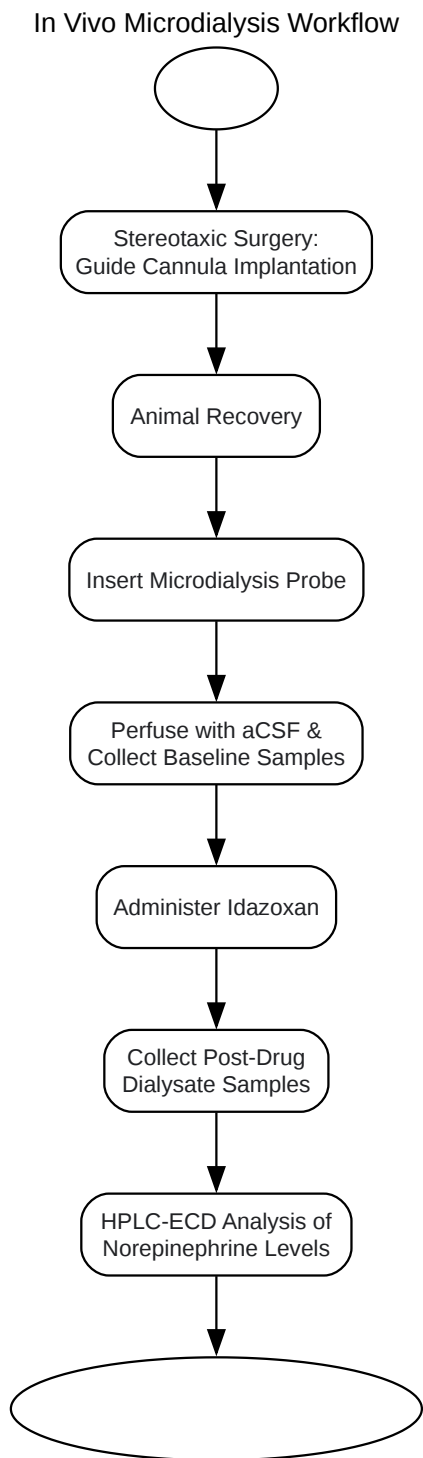 In Vivo Microdialysis Workflow
Stereotaxic Surgery:
Guide Cannula Implantation
Animal Recovery
Insert Microdialysis Probe
Perfuse with aCSF &
Collect Baseline Samples
Administer Idazoxan
Collect Post-Drug
Dialysate Samples
HPLC-ECD Analysis of
Norepinephrine Levels